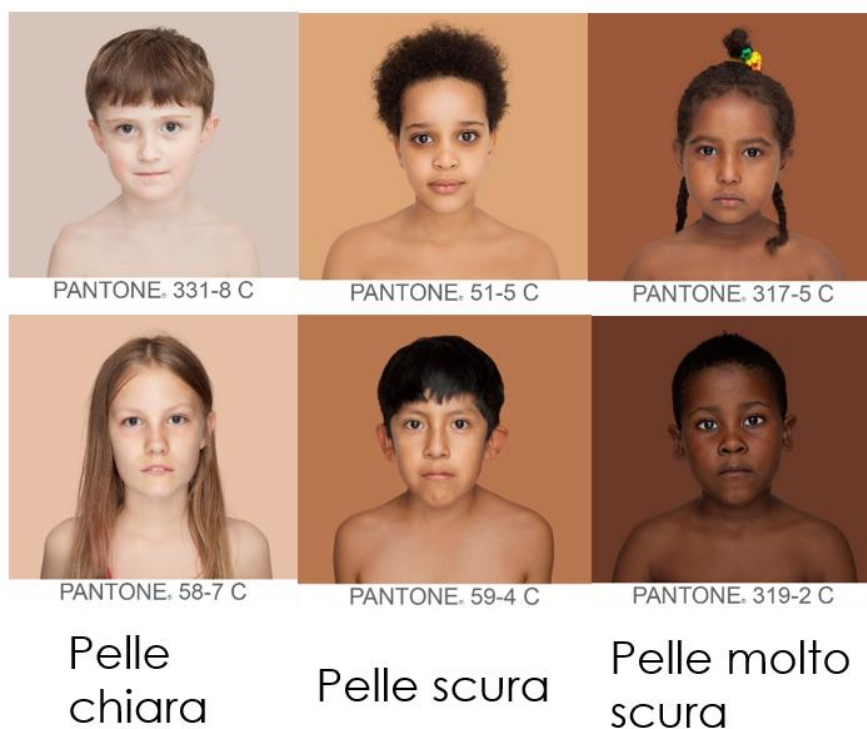 PANTONE® 331-8 C
PANTONE® 51-5 C
PANTONE® 317-5 C
PANTONE® 58-7 C
PANTONE® 59-4 C
PANTONE® 319-2 C
Pelle
chiara
Pelle scura
Pelle molto
scura